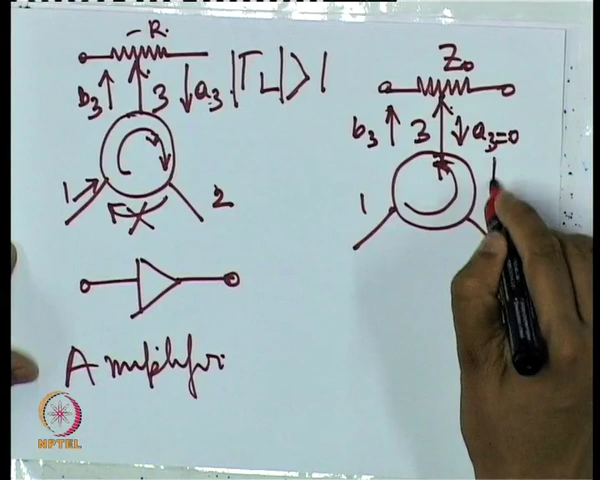 -R.
b3 3 a3 |ΓL|>1
1 2
Amplifier
Z0
b3 3 a3=0
1
NPTEL